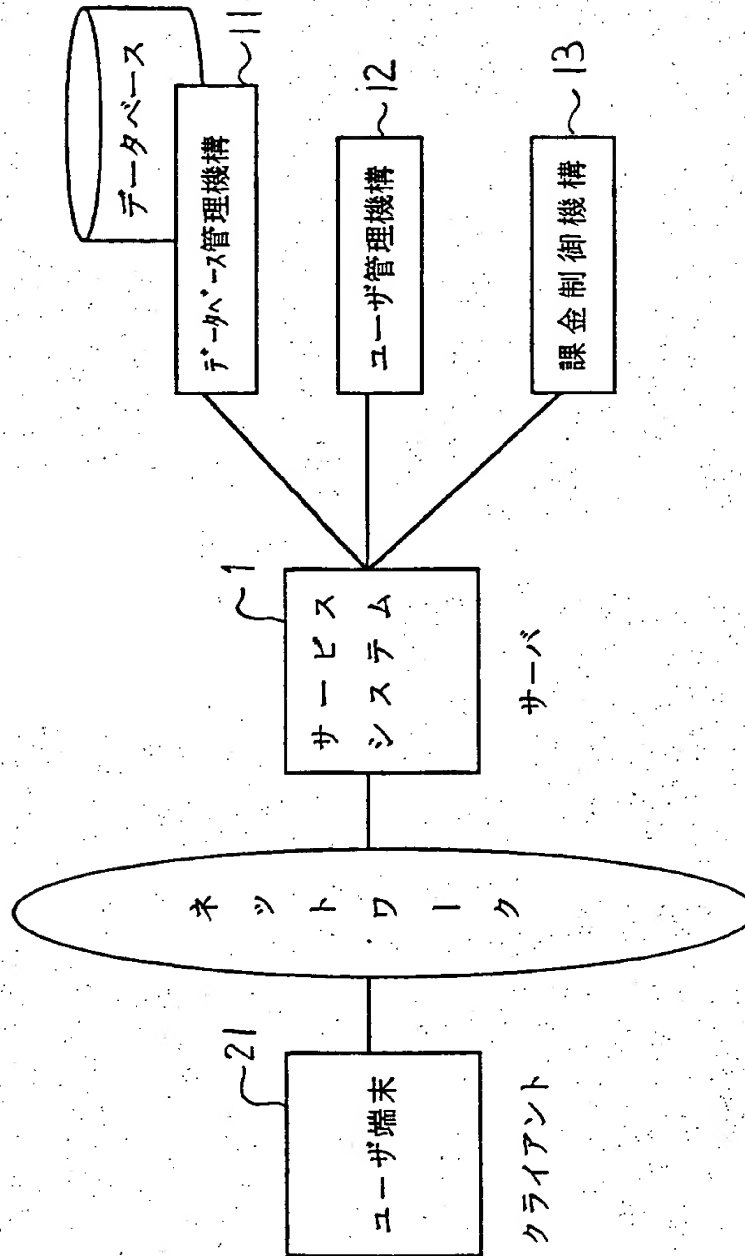 データベース
データベース管理機構
11
ユーザ管理機構
12
課金制御機構
13
1
サービス
システム
サーバ
ネットワーク
21
ユーザ端末
クライアント